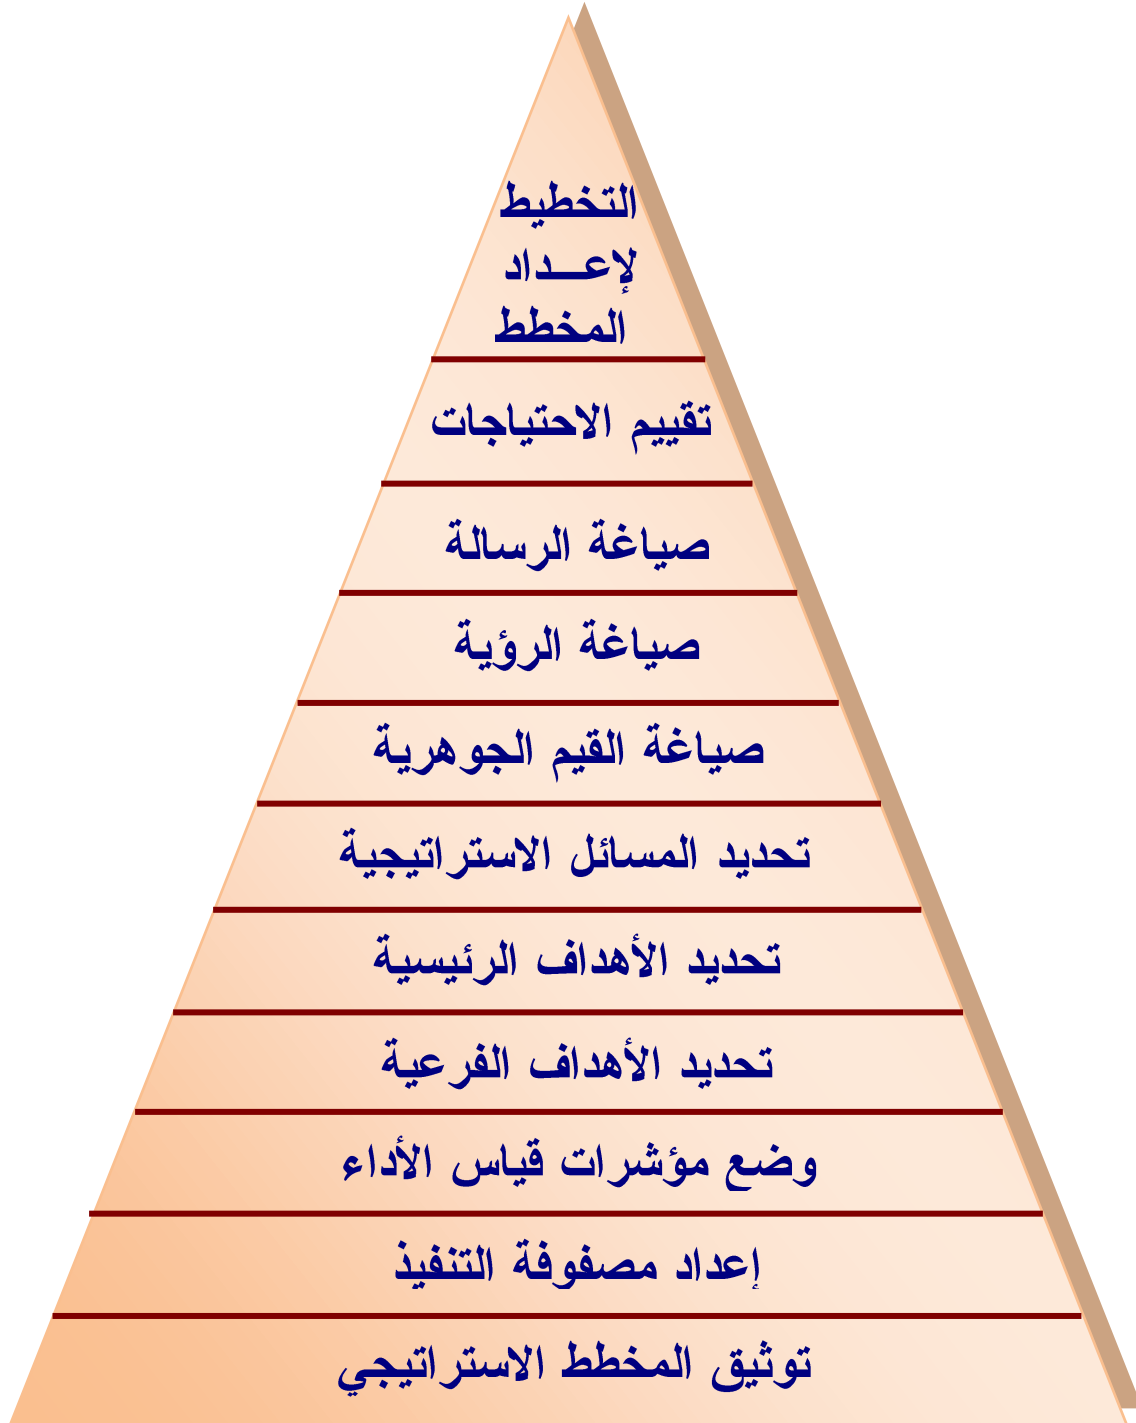 التخطيط
لإعـــداد
المخطط
تقييم الاحتياجات
صياغة الرسالة
صياغة الرؤية
صياغة القيم الجوهرية
تحديد المسائل الاستراتيجية
تحديد الأهداف الرئيسية
تحديد الأهداف الفرعية
وضع مؤشرات قياس الأداء
إعداد مصفوفة التنفيذ
توثيق المخطط الاستراتيجي